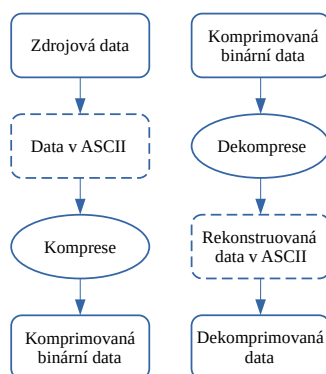 Zdrojová data
Data v ASCII
Komprese
Komprimovaná
binární data
Komprimovaná
binární data
Dekomprese
Rekonstruovaná
data v ASCII
Dekomprimovaná
data